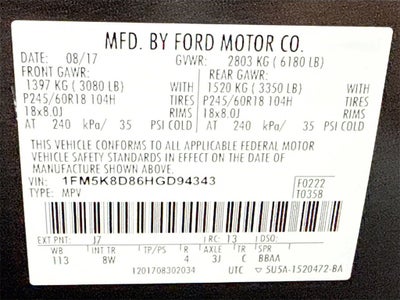 MFD. BY FORD MOTOR CO.
DATE: 08/17 GVWR: 2803 KG ( 6180 LB)
FRONT GAWR: REAR GAWR:
1397 KG ( 3080 LB) WITH 1520 KG ( 3350 LB) WITH
P245/60R18 104H TIRES P245/60R18 104H TIRES
18x8.0J RIMS 18x8.0J RIMS
AT 240 kPa/ 35 PSI COLD AT 240 kPa/ 35
THIS VEHICLE CONFORMS TO ALL APPLICABLE FEDERAL MOTOR
VEHICLE SAFETY STANDARDS IN EFFECT ON THE DATE OF
MANUFACTURE SHOWN ABOVE.
VIN: 1FM5K8D86HGD94343 F0222
TYPE: MPV T0358
EXT PNT: J7 RC: 13 DSO:
WB INT TR TP/PS R AX TR SPR
113 8W 4 3J C BBAA
1201708302034 UTC 5U5A-1520472-BA